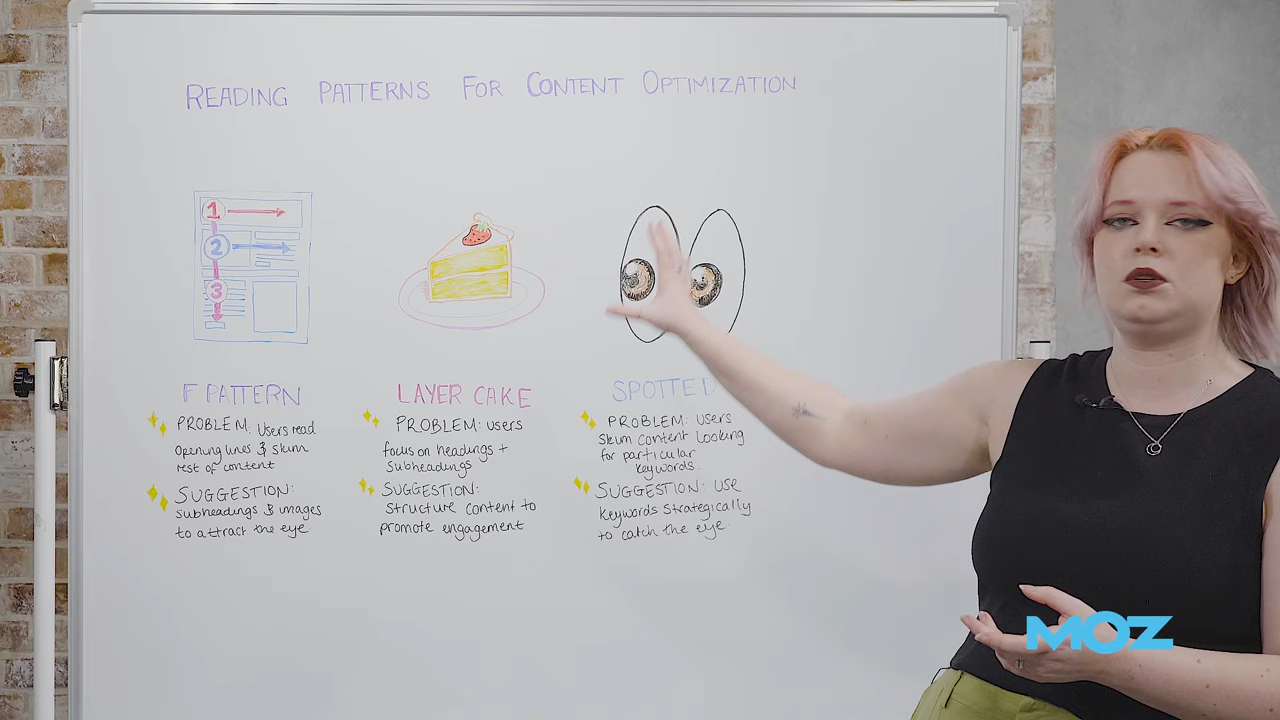 READING PATTERNS FOR CONTENT OPTIMIZATION
1
2
3
F PATTERN
PROBLEM: Users read
opening lines & skim
rest of content
SUGGESTION:
subheadings & images
to attract the eye.
LAYER CAKE
PROBLEM: users
focus on headings +
subheadings
SUGGESTION:
Structure content to
promote engagement
SPOTTED
PROBLEM: Users
skim content looking
for particular
keywords.
SUGGESTION: USE
Keywords strategically
to catch the eye.
MOZ